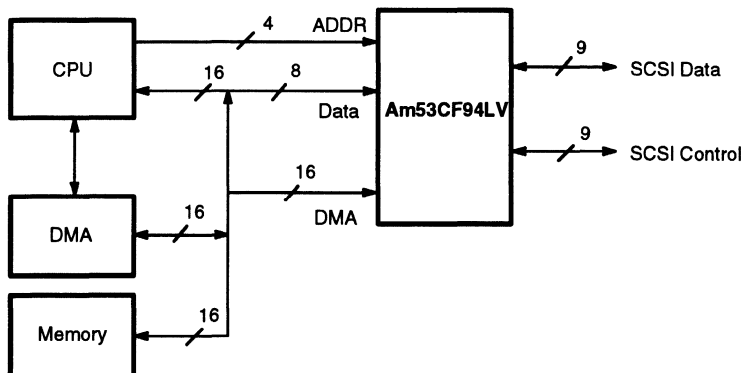 4
ADDR
CPU
16
8
9
SCSI Data
Data
Am53CF94LV
9
SCSI Control
16
DMA
16
DMA
16
Memory